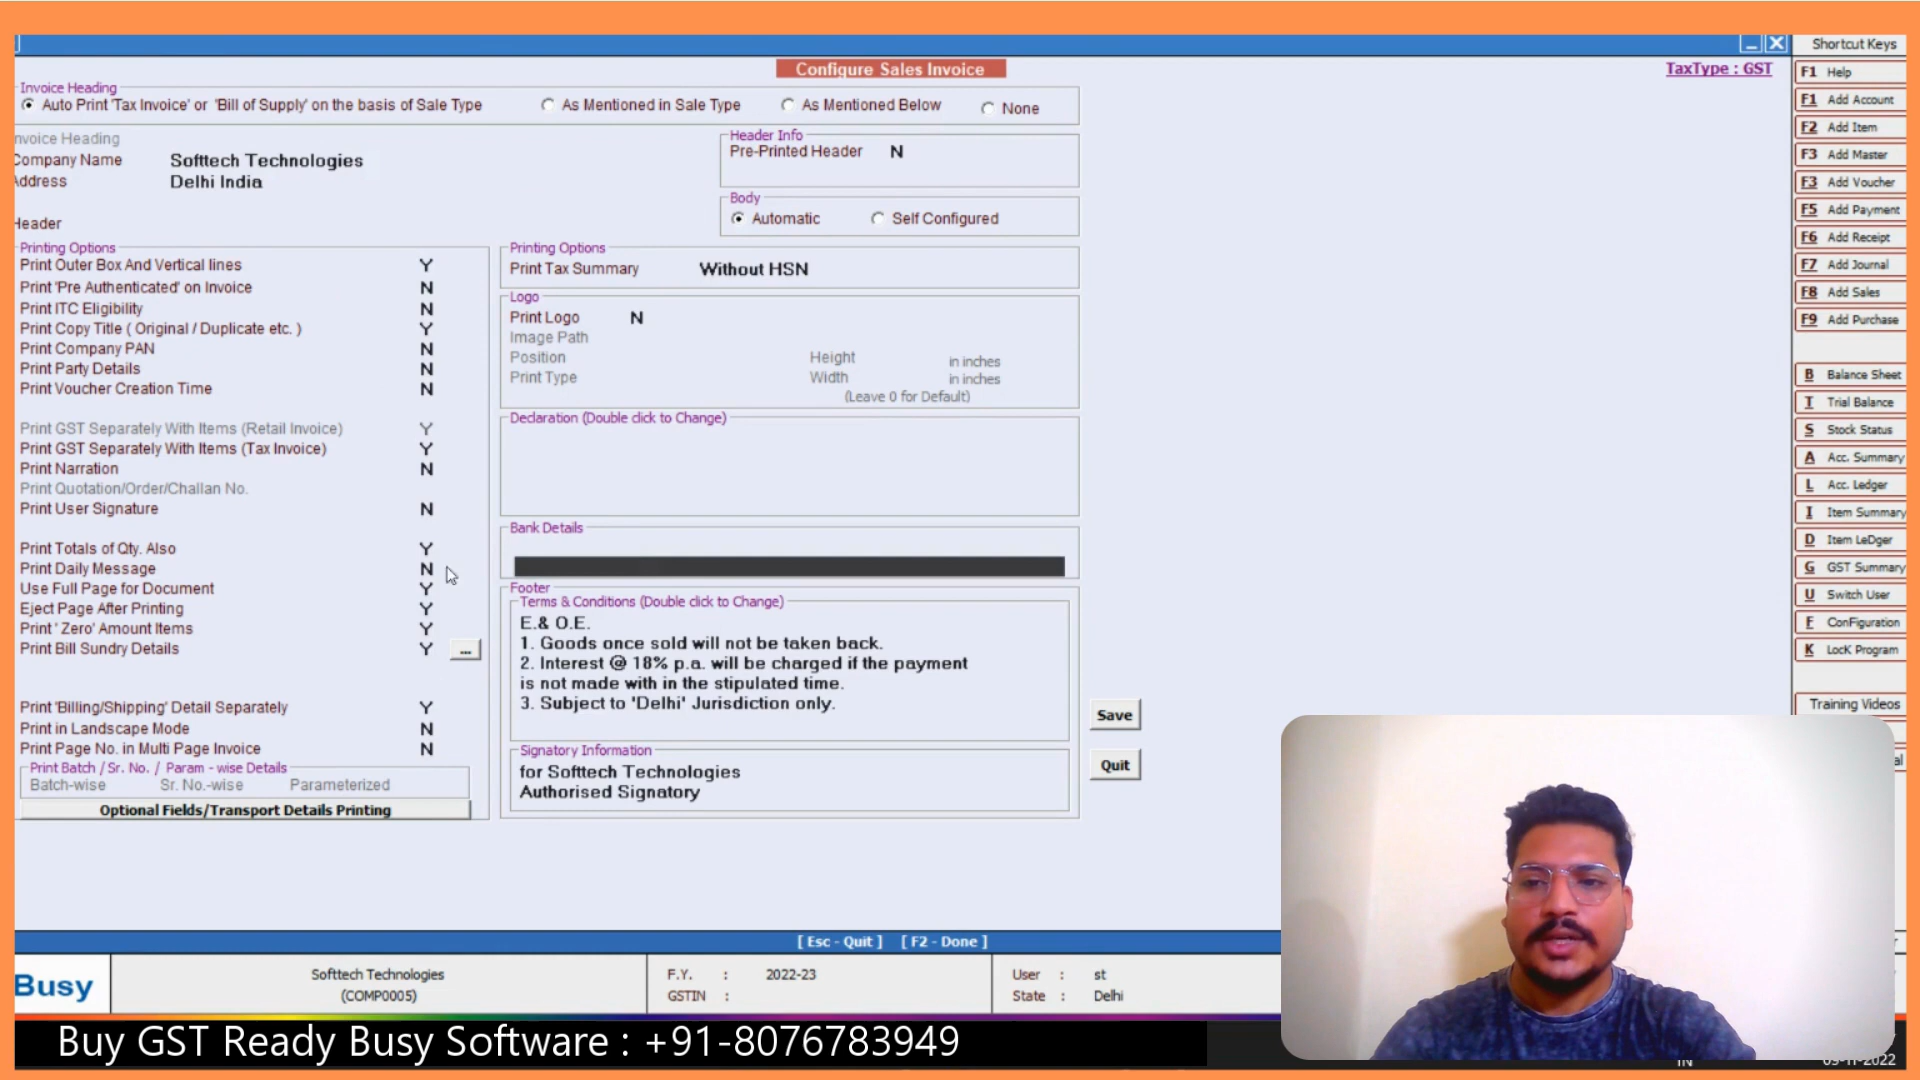 Configure Sales Invoice
TaxType : GST
Shortcut Keys
Invoice Heading
Auto Print 'Tax Invoice' or 'Bill of Supply' on the basis of Sale Type
As Mentioned in Sale Type
As Mentioned Below
None
nvoice Heading
Company Name Softtech Technologies
Address Delhi India
Header
Header Info
Pre-Printed Header N
Body
Automatic
Self Configured
Printing Options
Print Outer Box And Vertical lines Y
Print 'Pre Authenticated' on Invoice N
Print ITC Eligibility N
Print Copy Title ( Original / Duplicate etc. ) Y
Print Company PAN N
Print Party Details N
Print Voucher Creation Time N
Print GST Separately With Items (Retail Invoice) Y
Print GST Separately With Items (Tax Invoice) Y
Print Narration N
Print Quotation/Order/Challan No.
Print User Signature N
Print Totals of Qty. Also Y
Print Daily Message N
Use Full Page for Document Y
Eject Page After Printing Y
Print ' Zero' Amount Items Y
Print Bill Sundry Details Y ...
Print 'Billing/Shipping' Detail Separately Y
Print in Landscape Mode N
Print Page No. in Multi Page Invoice N
Print Batch / Sr. No. / Param - wise Details
Batch-wise Sr. No.-wise Parameterized
Optional Fields/Transport Details Printing
Printing Options
Print Tax Summary Without HSN
Logo
Print Logo N
Image Path
Position Height in inches
Print Type Width in inches
(Leave 0 for Default)
Declaration (Double click to Change)
Bank Details
Footer
Terms & Conditions (Double click to Change)
E.& O.E.
1. Goods once sold will not be taken back.
2. Interest @ 18% p.a. will be charged if the payment
is not made with in the stipulated time.
3. Subject to 'Delhi' Jurisdiction only.
Signatory Information
for Softtech Technologies
Authorised Signatory
Save
Quit
F1 Help
F1 Add Account
F2 Add Item
F3 Add Master
F3 Add Voucher
F5 Add Payment
F6 Add Receipt
F7 Add Journal
F8 Add Sales
F9 Add Purchase
B Balance Sheet
T Trial Balance
S Stock Status
A Acc. Summary
L Acc. Ledger
I Item Summary
D Item LeDger
G GST Summary
U Switch User
F ConFiguration
K LocK Program
Training Videos
[ Esc - Quit ] [ F2 - Done ]
Busy
Softtech Technologies
(COMP0005)
F.Y. : 2022-23
GSTIN :
User : st
State : Delhi
Buy GST Ready Busy Software : +91-8076783949